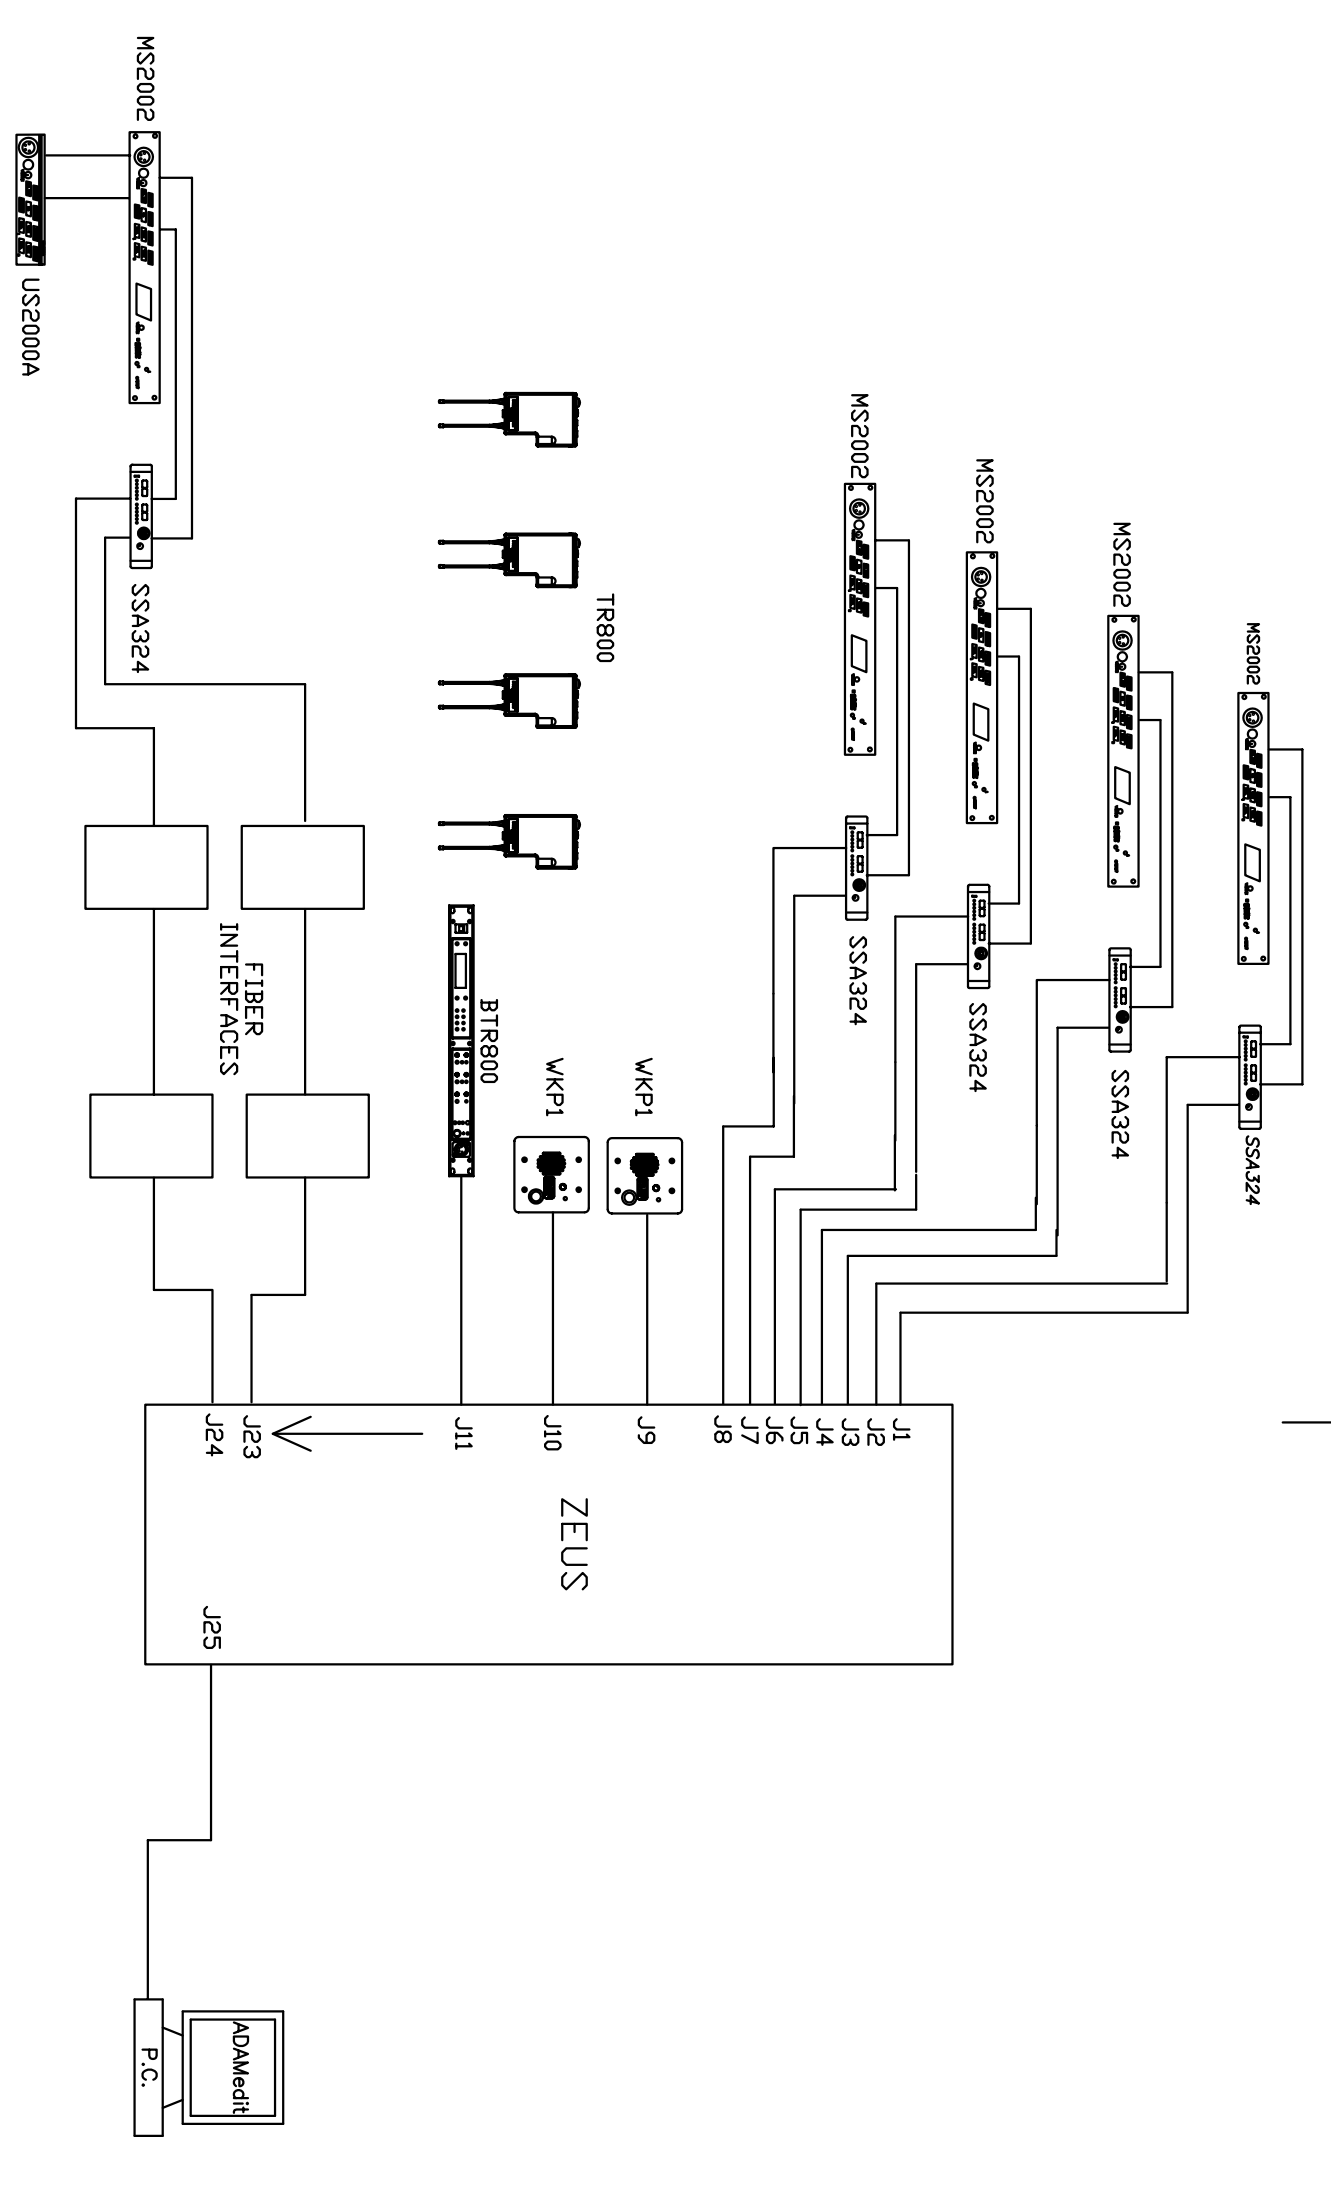 MS2002
SSA324
MS2002
SSA324
MS2002
SSA324
MS2002
SSA324
J1
J2
J3
J4
J5
J6
J7
J8
WKP1
J9
TR800
ZEUS
WKP1
J10
BTR800
J11
FIBER
INTERFACES
J23
J24
J25
ADAMedit
P.C.
MS2002
SSA324
US2000A